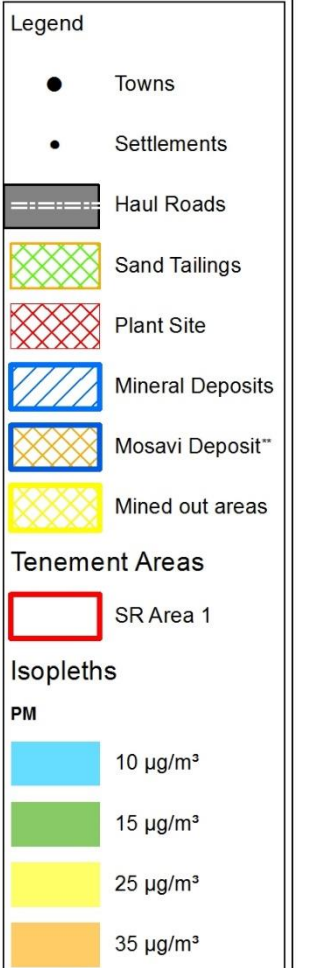 Legend
Towns
Settlements
Haul Roads
Sand Tailings
Plant Site
Mineral Deposits
Mosavi Deposit**
Mined out areas
Tenement Areas
SR Area 1
Isopleths
PM
10 µg/m³
15 µg/m³
25 µg/m³
35 µg/m³